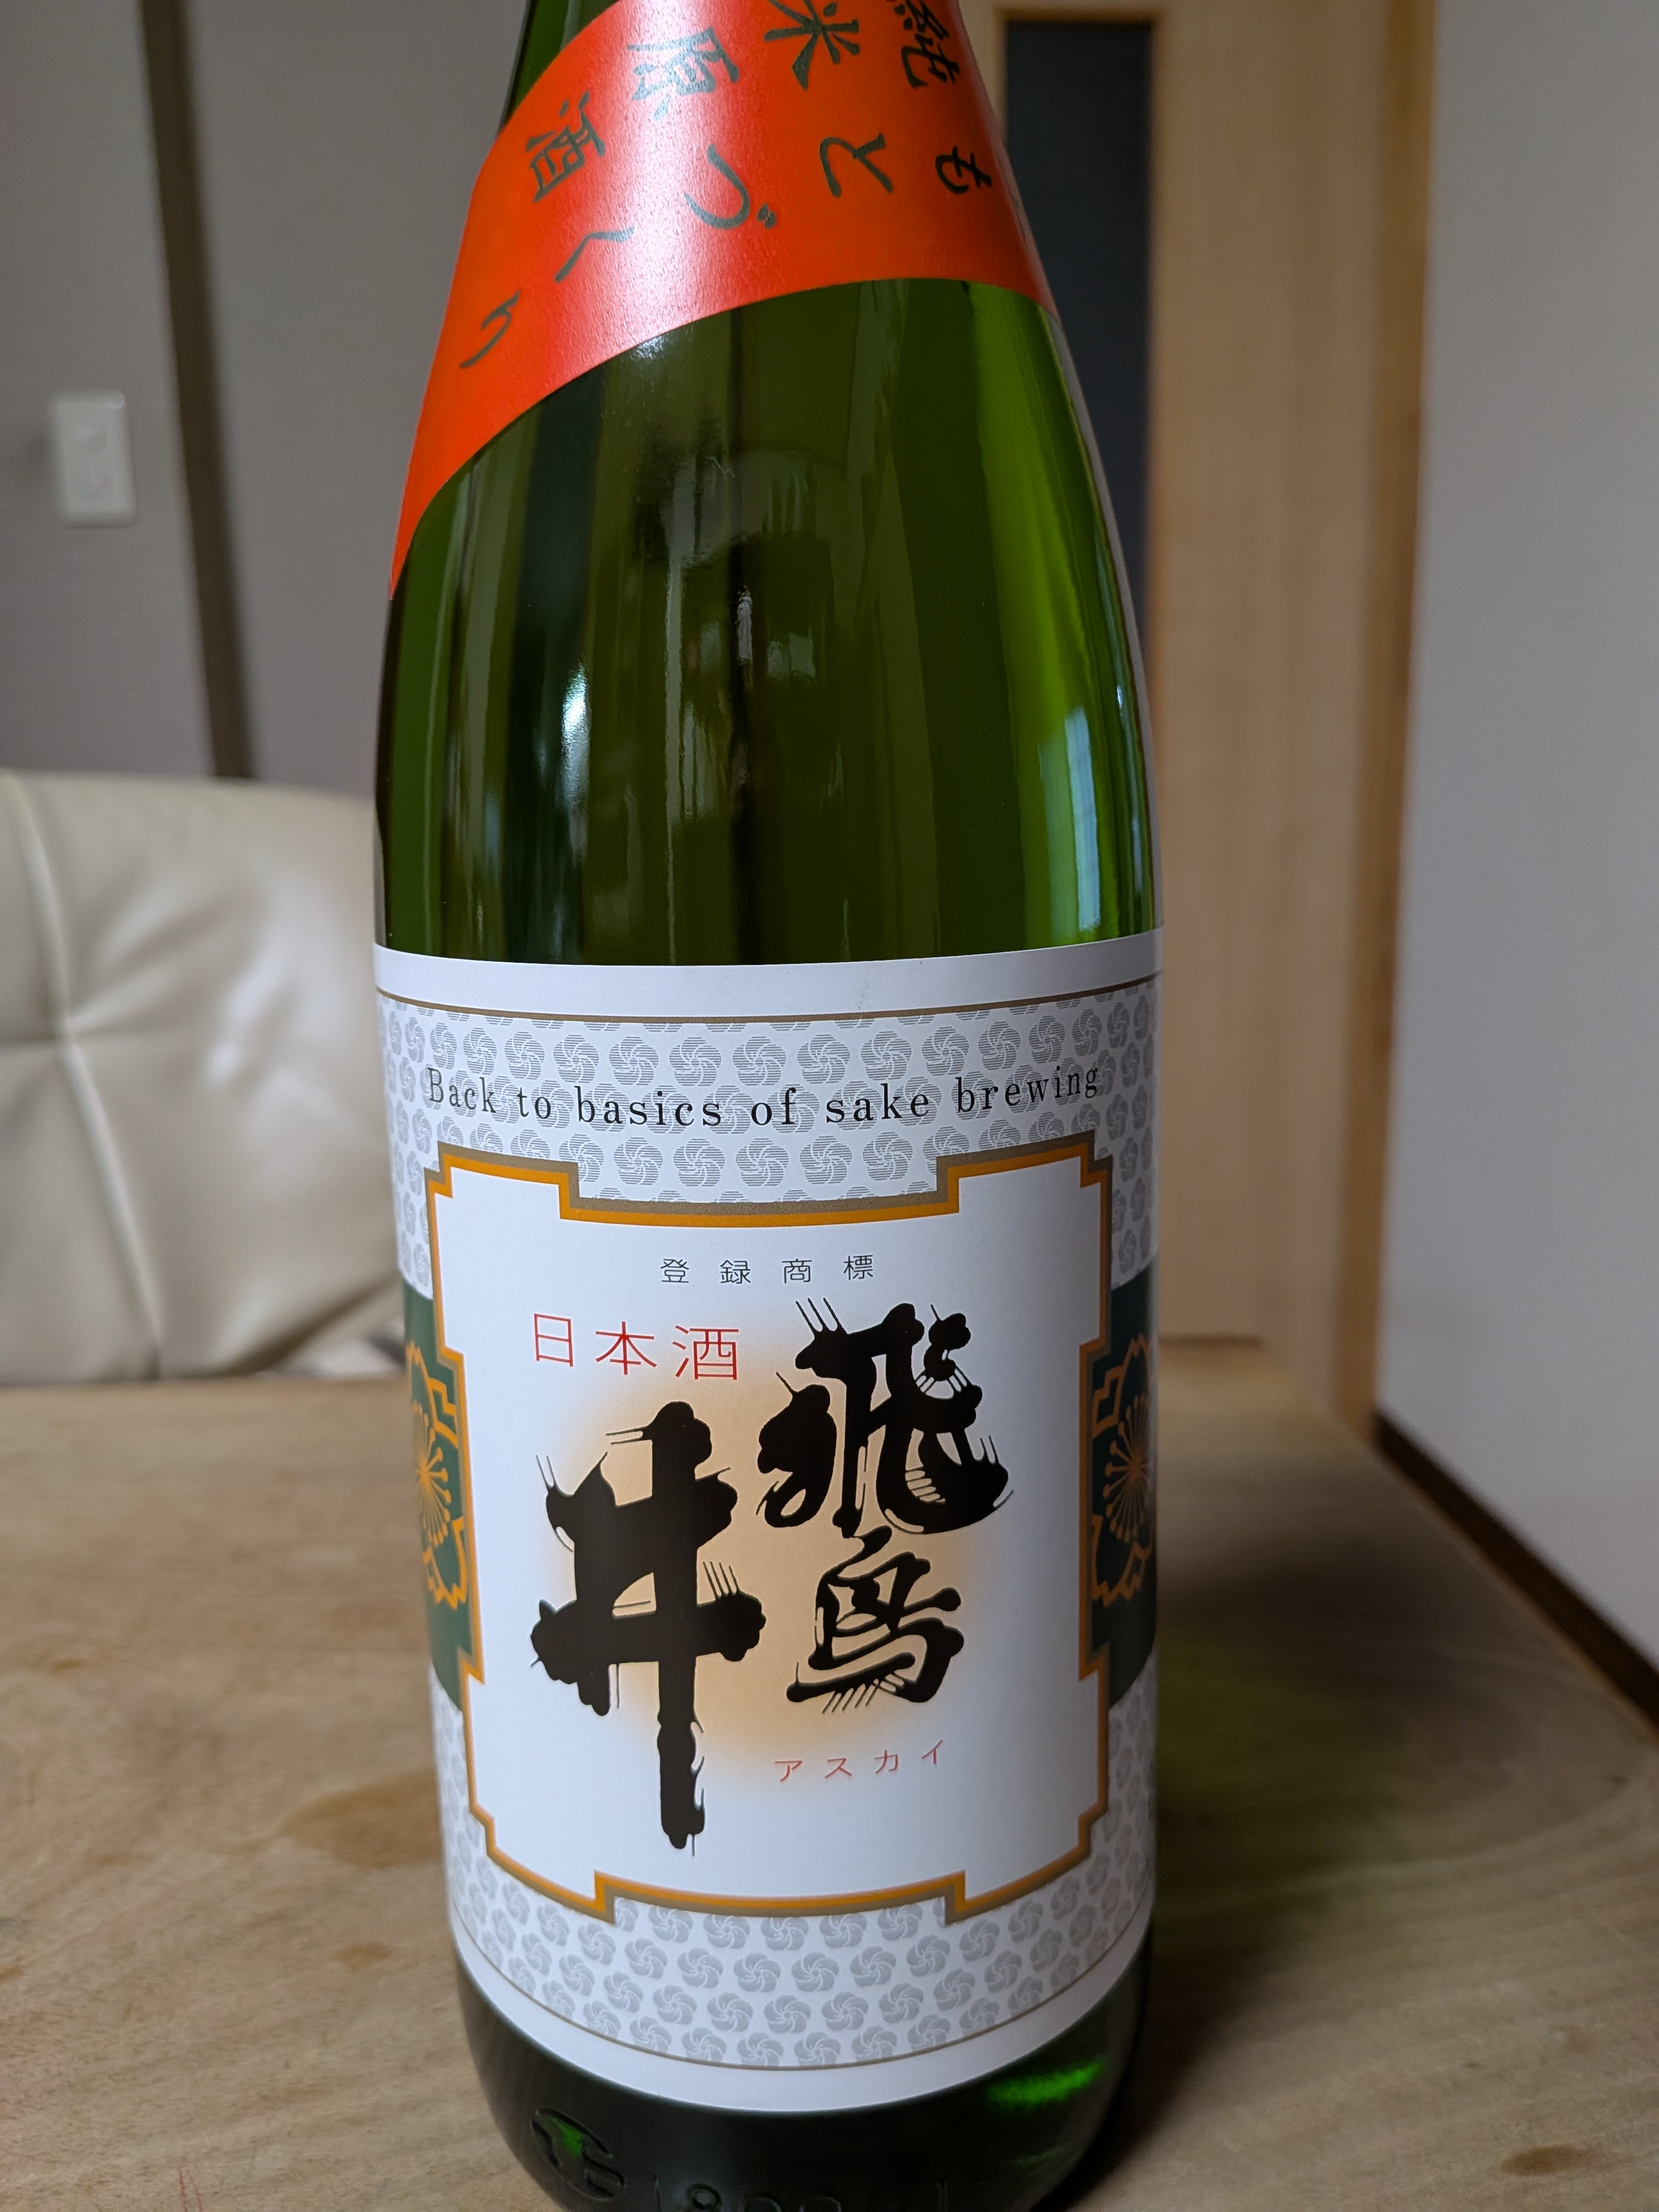 純米原酒
もとづくり
Back to basics of sake brewing
登録商標
日本酒
飛鳥井
アスカイ